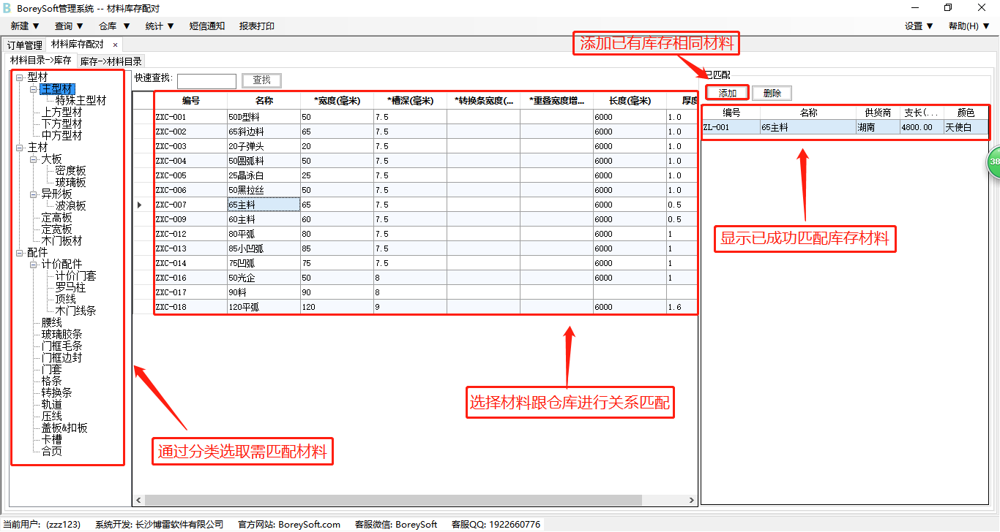 B BoreySoft管理系统 -- 材料库存配对
新建 ▼ 查询 ▼ 仓库 ▼ 统计 ▼ 短信通知 报表打印 设置 ▼ 帮助(H) ▼
订单管理 材料库存配对 ×
材料目录->库存 库存->材料目录
添加已有库存相同材料
型材
主型材
特殊主型材
上方型材
下方型材
中方型材
主材
大板
密度板
玻璃板
异形板
波浪板
定高板
定宽板
木门板材
配件
计价配件
计价门套
罗马柱
顶线
木门线条
腰线
玻璃胶条
门框毛条
门框边封
门套
格条
转换条
轨道
压线
盖板&扣板
卡槽
合页
快速查找: 查找
编号 名称 *宽度(毫米) *槽深(毫米) *转换条宽度(... *重叠宽度增... 长度(毫米) 厚度
ZXC-001 50D型料 50 7.5 6000 1.0
ZXC-002 65斜边料 65 7.5 6000 1.0
ZXC-003 20子弹头 20 7.5 6000 1.0
ZXC-004 50圆弧料 50 7.5 6000 1.0
ZXC-005 25晶泳白 25 7.5 6000 1.0
ZXC-006 50黑拉丝 50 7.5 6000 1.0
ZXC-007 65主料 65 7.5 6000 0.5
ZXC-009 60主料 60 7.5 6000 0.5
ZXC-012 80平弧 80 7.5 6000 1
ZXC-013 85小凹弧 85 7.5 6000 1
ZXC-014 75凹弧 75 7.5 6000 1
ZXC-016 50光企 50 8 6000 1
ZXC-017 90料 90 8
ZXC-018 120平弧 120 9 6000 1.6
已匹配
添加 删除
编号 名称 供货商 支长(... 颜色
ZL-001 65主料 湖南 4800.00 天使白
38
显示已成功匹配库存材料
选择材料跟仓库进行关系匹配
通过分类选取需匹配材料
当前用户: (zzz123) 系统开发: 长沙博雷软件有限公司 官方网站: BoreySoft.com 客服微信: BoreySoft 客服QQ: 1922660776